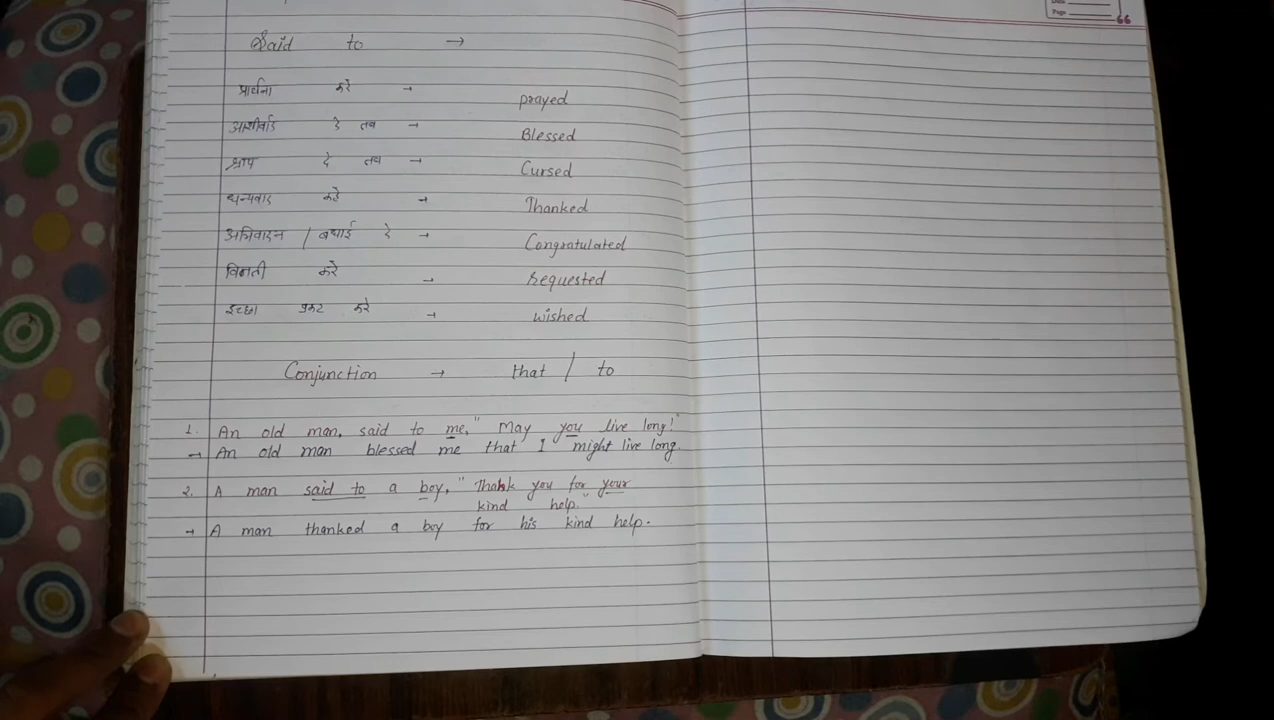 Page 66
Said to →
प्रार्थना करे → prayed
आशीर्वाद दे तब → Blessed
श्राप दे तब → Cursed
धन्यवाद करे → Thanked
अभिवादन / बधाई दे → Congratulated
विनती करे → Requested
इच्छा प्रकट करे → wished
Conjunction → that / to
1. An old man, said to me, "May you live long!"
→ An old man blessed me that I might live long.
2. A man said to a boy, "Thank you for your
kind help."
→ A man thanked a boy for his kind help.